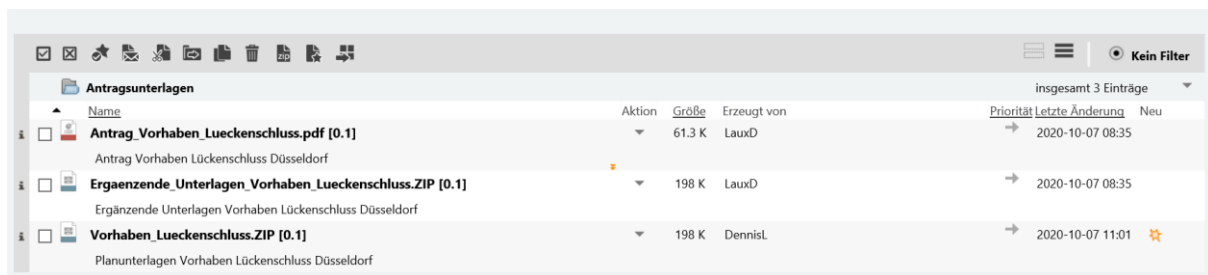 zip
Kein Filter
Antragsunterlagen insgesamt 3 Einträge
Name Aktion Größe Erzeugt von Priorität Letzte Änderung Neu
Antrag_Vorhaben_Lueckenschluss.pdf [0.1] 61.3 K LauxD 2020-10-07 08:35
Antrag Vorhaben Lückenschluss Düsseldorf
Ergaenzende_Unterlagen_Vorhaben_Lueckenschluss.ZIP [0.1] 198 K LauxD 2020-10-07 08:35
Ergänzende Unterlagen Vorhaben Lückenschluss Düsseldorf
Vorhaben_Lueckenschluss.ZIP [0.1] 198 K DennisL 2020-10-07 11:01
Planunterlagen Vorhaben Lückenschluss Düsseldorf